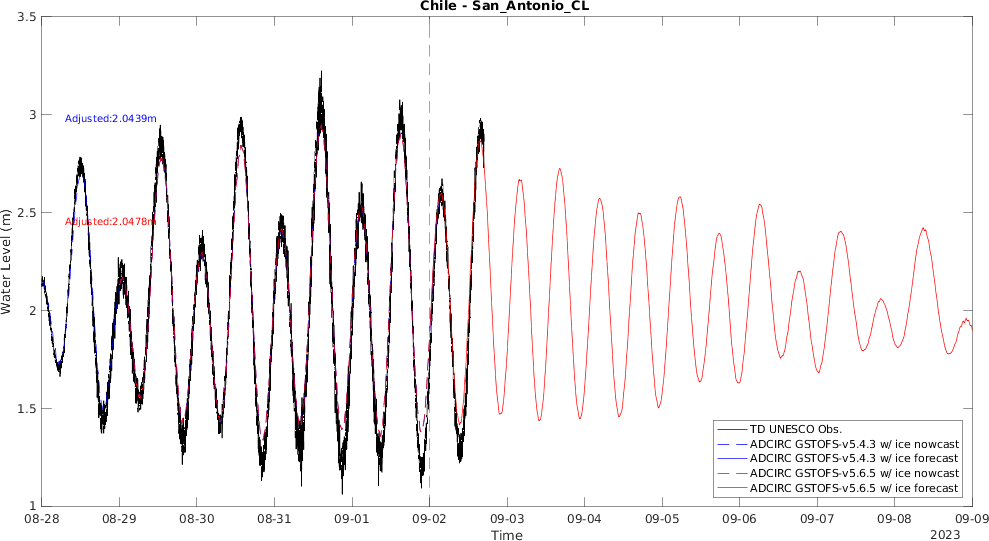 Chile - San_Antonio_CL
3.5
3
2.5
2
1.5
1
Water Level (m)
Adjusted:2.0439m
Adjusted:2.0478m
TD UNESCO Obs.
ADCIRC GSTOFS-v5.4.3 w/ ice nowcast
ADCIRC GSTOFS-v5.4.3 w/ ice forecast
ADCIRC GSTOFS-v5.6.5 w/ ice nowcast
ADCIRC GSTOFS-v5.6.5 w/ ice forecast
08-28 08-29 08-30 08-31 09-01 09-02 09-03 09-04 09-05 09-06 09-07 09-08 09-09
Time
2023